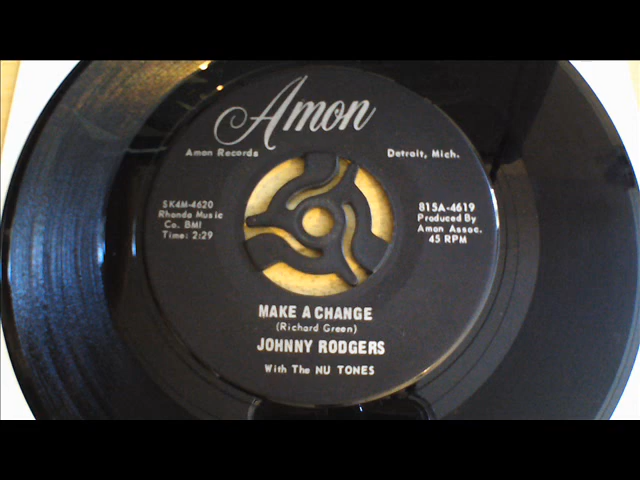 Amon
Amon Records
Detroit, Mich.
SK4M-4620
Rhonda Music
Co. BMI
Time: 2:29
815A-4619
Produced By
Amon Assoc.
45 RPM
MAKE A CHANGE
(Richard Green)
JOHNNY RODGERS
With The NU TONES